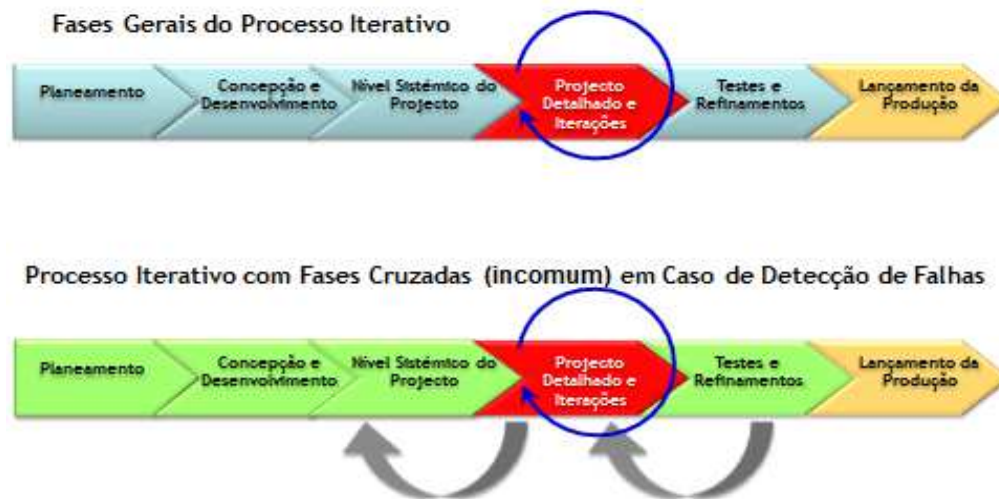 Fases Gerais do Processo Iterativo
Planeamento
Concepção e
Desenvolvimento
Nível Sistémico do
Projecto
Projecto
Detalhado e
Iterações
Testes e
Refinamentos
Lançamento da
Produção
Processo Iterativo com Fases Cruzadas (incomum) em Caso de Detecção de Falhas
Planeamento
Concepção e
Desenvolvimento
Nível Sistémico do
Projecto
Projecto
Detalhado e
Iterações
Testes e
Refinamentos
Lançamento da
Produção